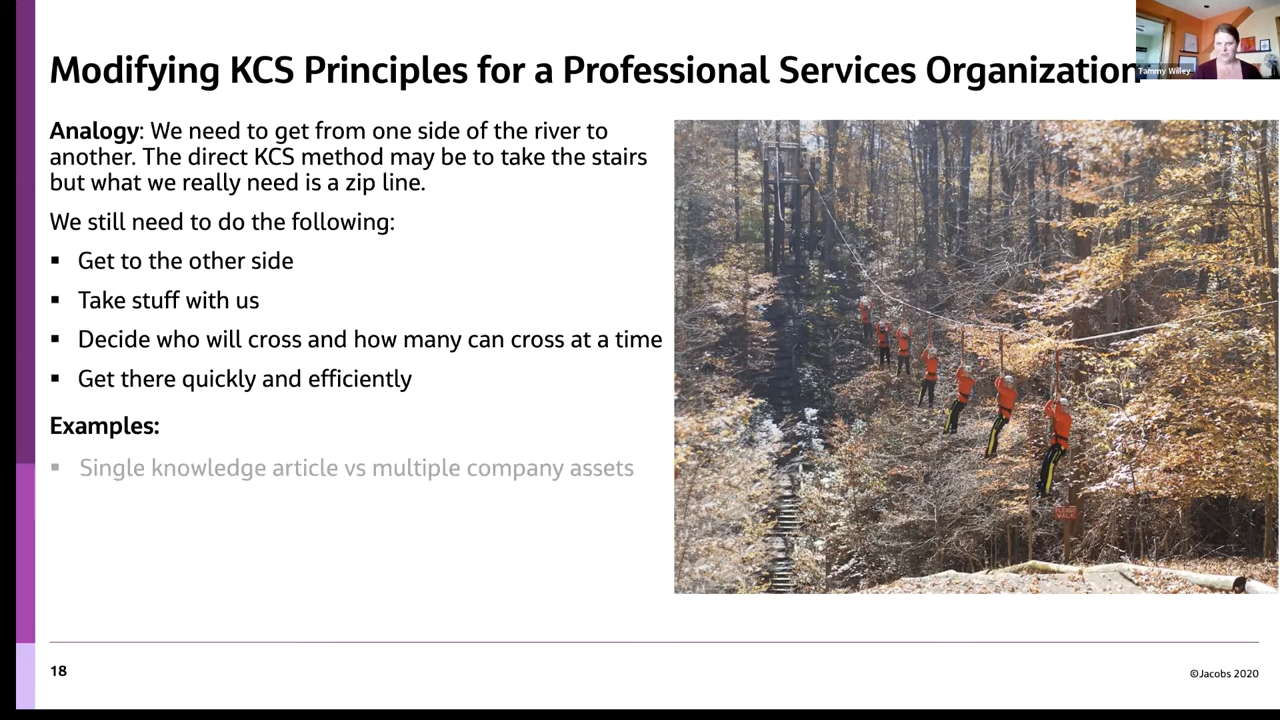 Modifying KCS Principles for a Professional Services Organization
Tammy Willey
Analogy: We need to get from one side of the river to
another. The direct KCS method may be to take the stairs
but what we really need is a zip line.
We still need to do the following:
▪ Get to the other side
▪ Take stuff with us
▪ Decide who will cross and how many can cross at a time
▪ Get there quickly and efficiently
Examples:
▪ Single knowledge article vs multiple company assets
PLEASE
WALK
18
©Jacobs 2020